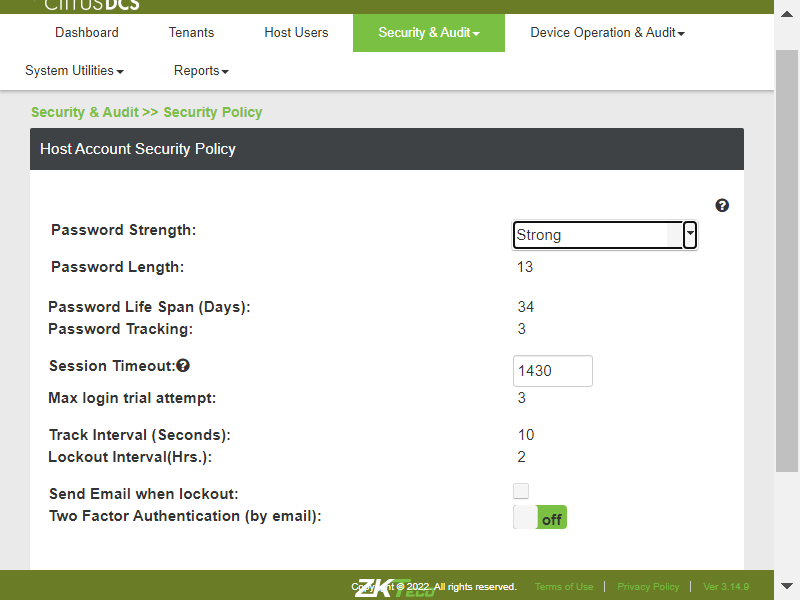 CITRUSDCS
Dashboard Tenants Host Users Security & Audit Device Operation & Audit
System Utilities Reports
Security & Audit >> Security Policy
Host Account Security Policy
Password Strength: Strong
Password Length: 13
Password Life Span (Days): 34
Password Tracking: 3
Session Timeout: 1430
Max login trial attempt: 3
Track Interval (Seconds): 10
Lockout Interval(Hrs.): 2
Send Email when lockout:
Two Factor Authentication (by email): off
ZKTeco
Copyright © 2022. All rights reserved. Terms of Use | Privacy Policy | Ver 3.14.9